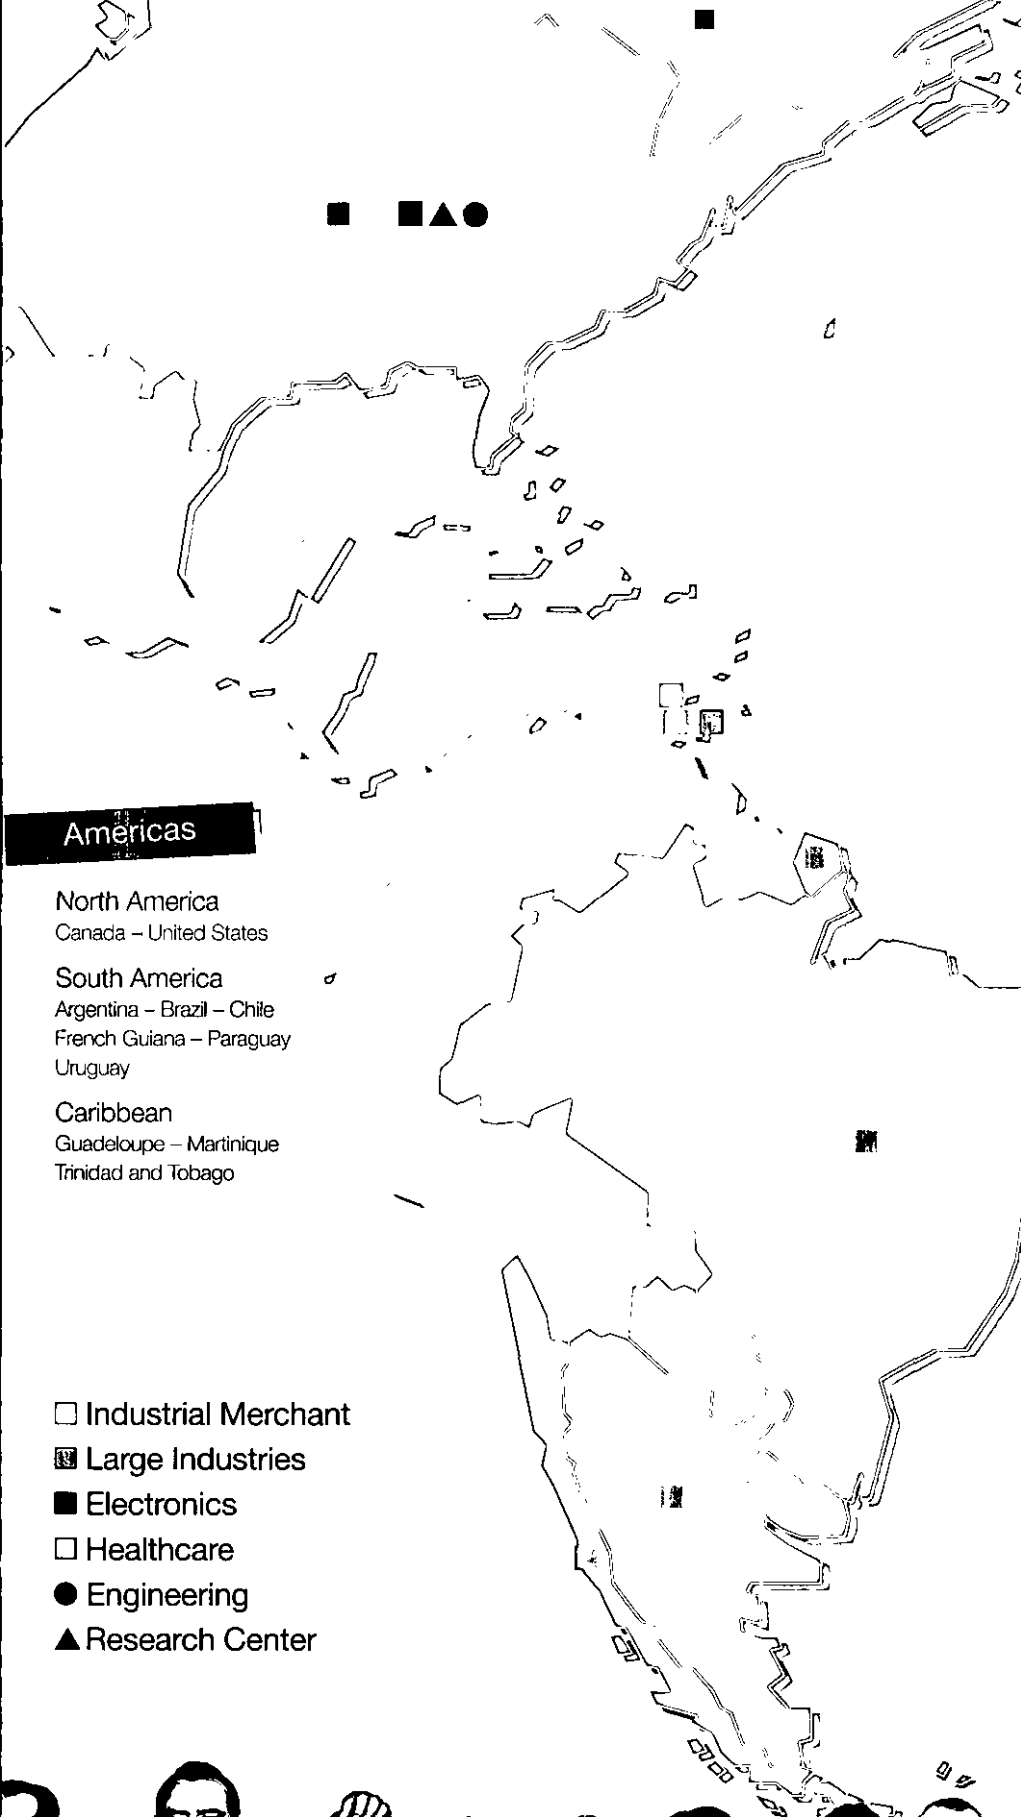 Americas
North America
Canada – United States
South America
Argentina – Brazil – Chile
French Guiana – Paraguay
Uruguay
Caribbean
Guadeloupe – Martinique
Trinidad and Tobago
Industrial Merchant
Large Industries
Electronics
Healthcare
Engineering
Research Center